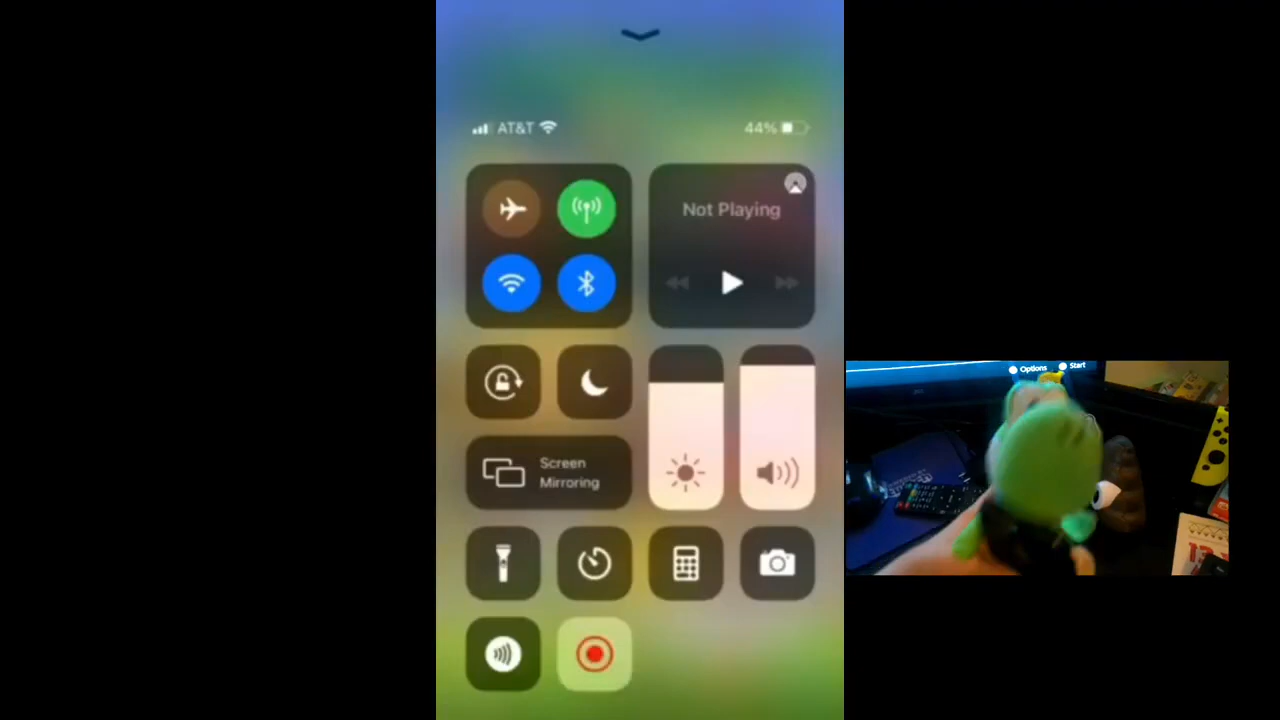 AT&T
44%
Not Playing
Screen
Mirroring
Options
Start